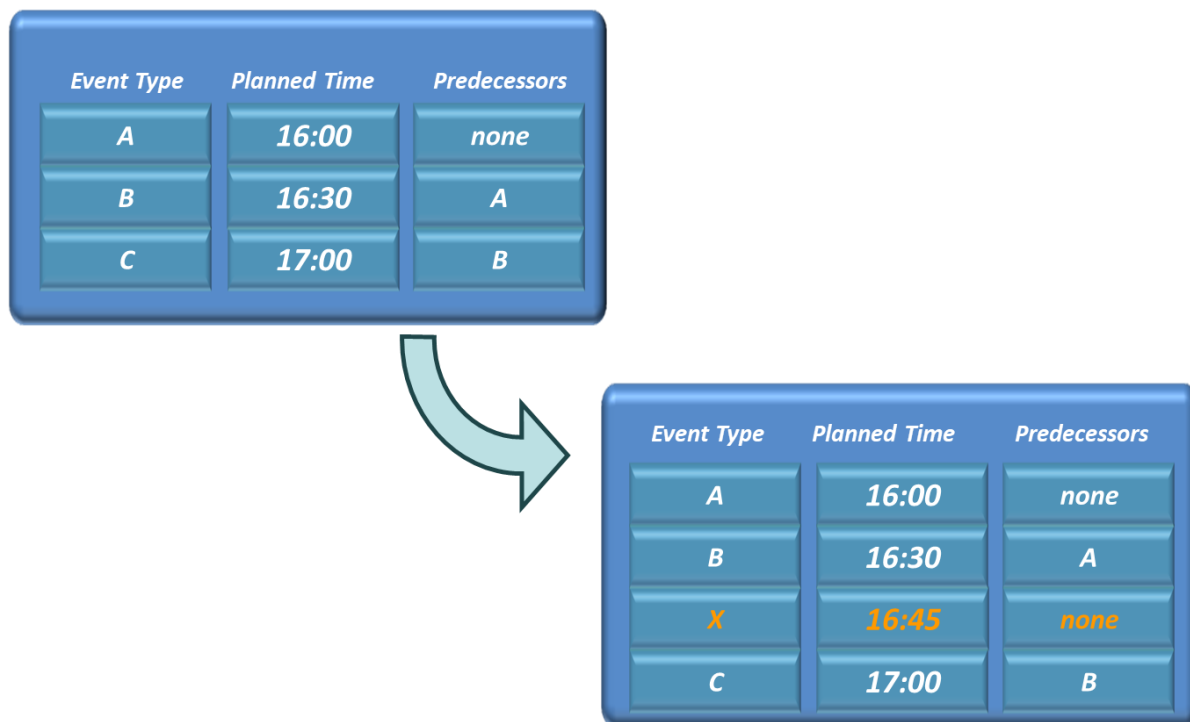 Event Type Planned Time Predecessors
A 16:00 none
B 16:30 A
C 17:00 B
Event Type Planned Time Predecessors
A 16:00 none
B 16:30 A
X 16:45 none
C 17:00 B